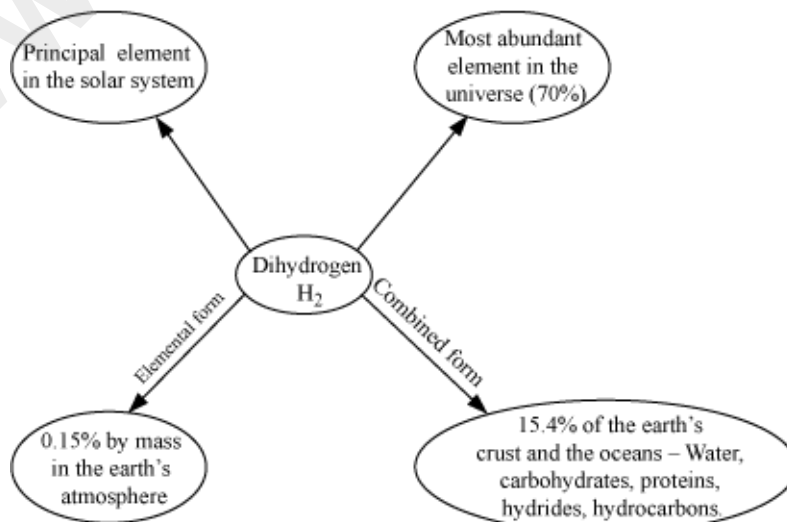 Principal element
in the solar system
Most abundant
element in the
universe (70%)
Dihydrogen
H₂
Elemental form
Combined form
0.15% by mass
in the earth's
atmosphere
15.4% of the earth's
crust and the oceans – Water,
carbohydrates, proteins,
hydrides, hydrocarbons.